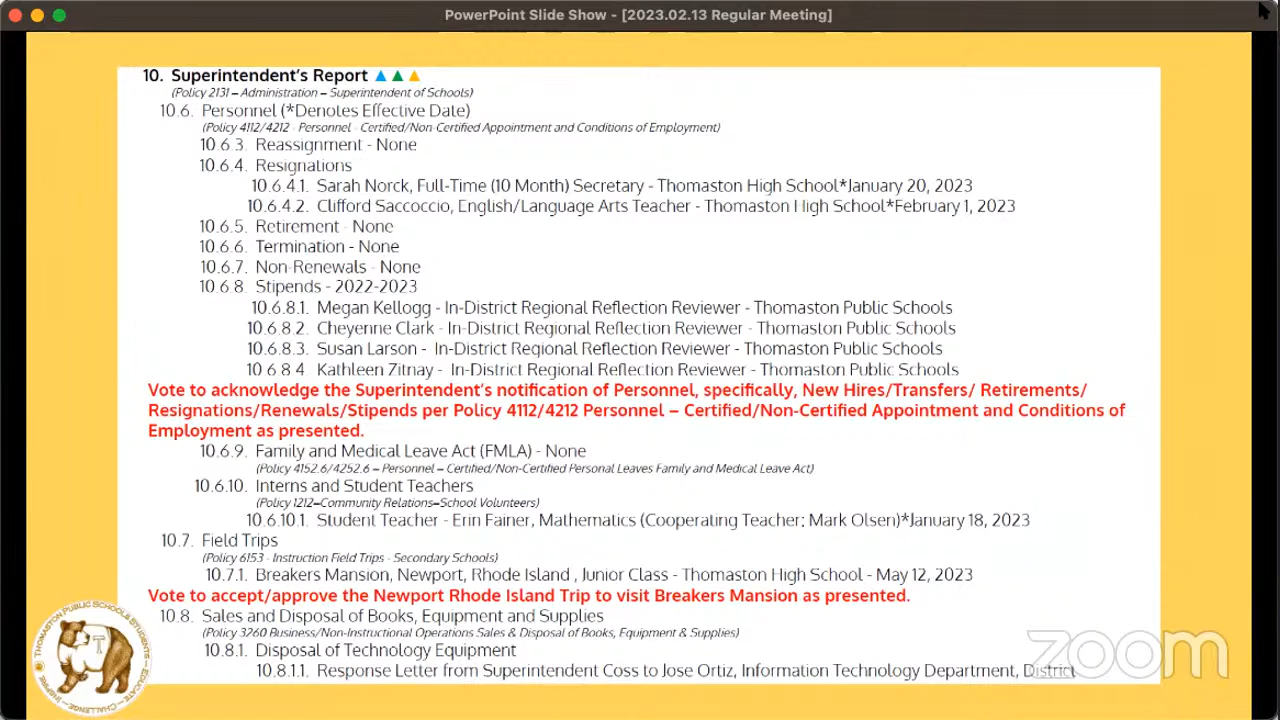 PowerPoint Slide Show - [2023.02.13 Regular Meeting]
10. Superintendent's Report
(Policy 2131 – Administration – Superintendent of Schools)
10.6. Personnel (*Denotes Effective Date)
(Policy 4112/4212 - Personnel - Certified/Non-Certified Appointment and Conditions of Employment)
10.6.3. Reassignment - None
10.6.4. Resignations
10.6.4.1. Sarah Norck, Full-Time (10 Month) Secretary - Thomaston High School*January 20, 2023
10.6.4.2. Clifford Saccoccio, English/Language Arts Teacher - Thomaston High School*February 1, 2023
10.6.5. Retirement - None
10.6.6. Termination - None
10.6.7. Non-Renewals - None
10.6 8. Stipends - 2022-2023
10.6.8.1. Megan Kellogg - In-District Regional Reflection Reviewer - Thomaston Public Schools
10.6.8.2. Cheyenne Clark - In-District Regional Reflection Reviewer - Thomaston Public Schools
10.6.8.3. Susan Larson - In-District Regional Reflection Reviewer - Thomaston Public Schools
10.6 8 4. Kathleen Zitnay - In-District Regional Reflection Reviewer - Thomaston Public Schools
Vote to acknowledge the Superintendent's notification of Personnel, specifically, New Hires/Transfers/ Retirements/
Resignations/Renewals/Stipends per Policy 4112/4212 Personnel – Certified/Non-Certified Appointment and Conditions of
Employment as presented.
10.6.9. Family and Medical Leave Act (FMLA) - None
(Policy 4152.6/4252.6 – Personnel – Certified/Non-Certified Personal Leaves Family and Medical Leave Act)
10.6.10. Interns and Student Teachers
(Policy 1212–Community Relations–School Volunteers)
10.6.10.1. Student Teacher - Erin Fainer, Mathematics (Cooperating Teacher: Mark Olsen)*January 18, 2023
10.7. Field Trips
(Policy 6153 - Instruction Field Trips - Secondary Schools)
10.7.1. Breakers Mansion, Newport, Rhode Island , Junior Class - Thomaston High School - May 12, 2023
Vote to accept/approve the Newport Rhode Island Trip to visit Breakers Mansion as presented.
10.8. Sales and Disposal of Books, Equipment and Supplies
(Policy 3260 Business/Non-Instructional Operations Sales & Disposal of Books, Equipment & Supplies)
10.8.1. Disposal of Technology Equipment
10.8.1.1. Response Letter from Superintendent Coss to Jose Ortiz, Information Technology Department, District
THOMASTON PUBLIC SCHOOLS STUDENTS
INSPIRE - CHALLENGE - EDUCATE
T
zoom